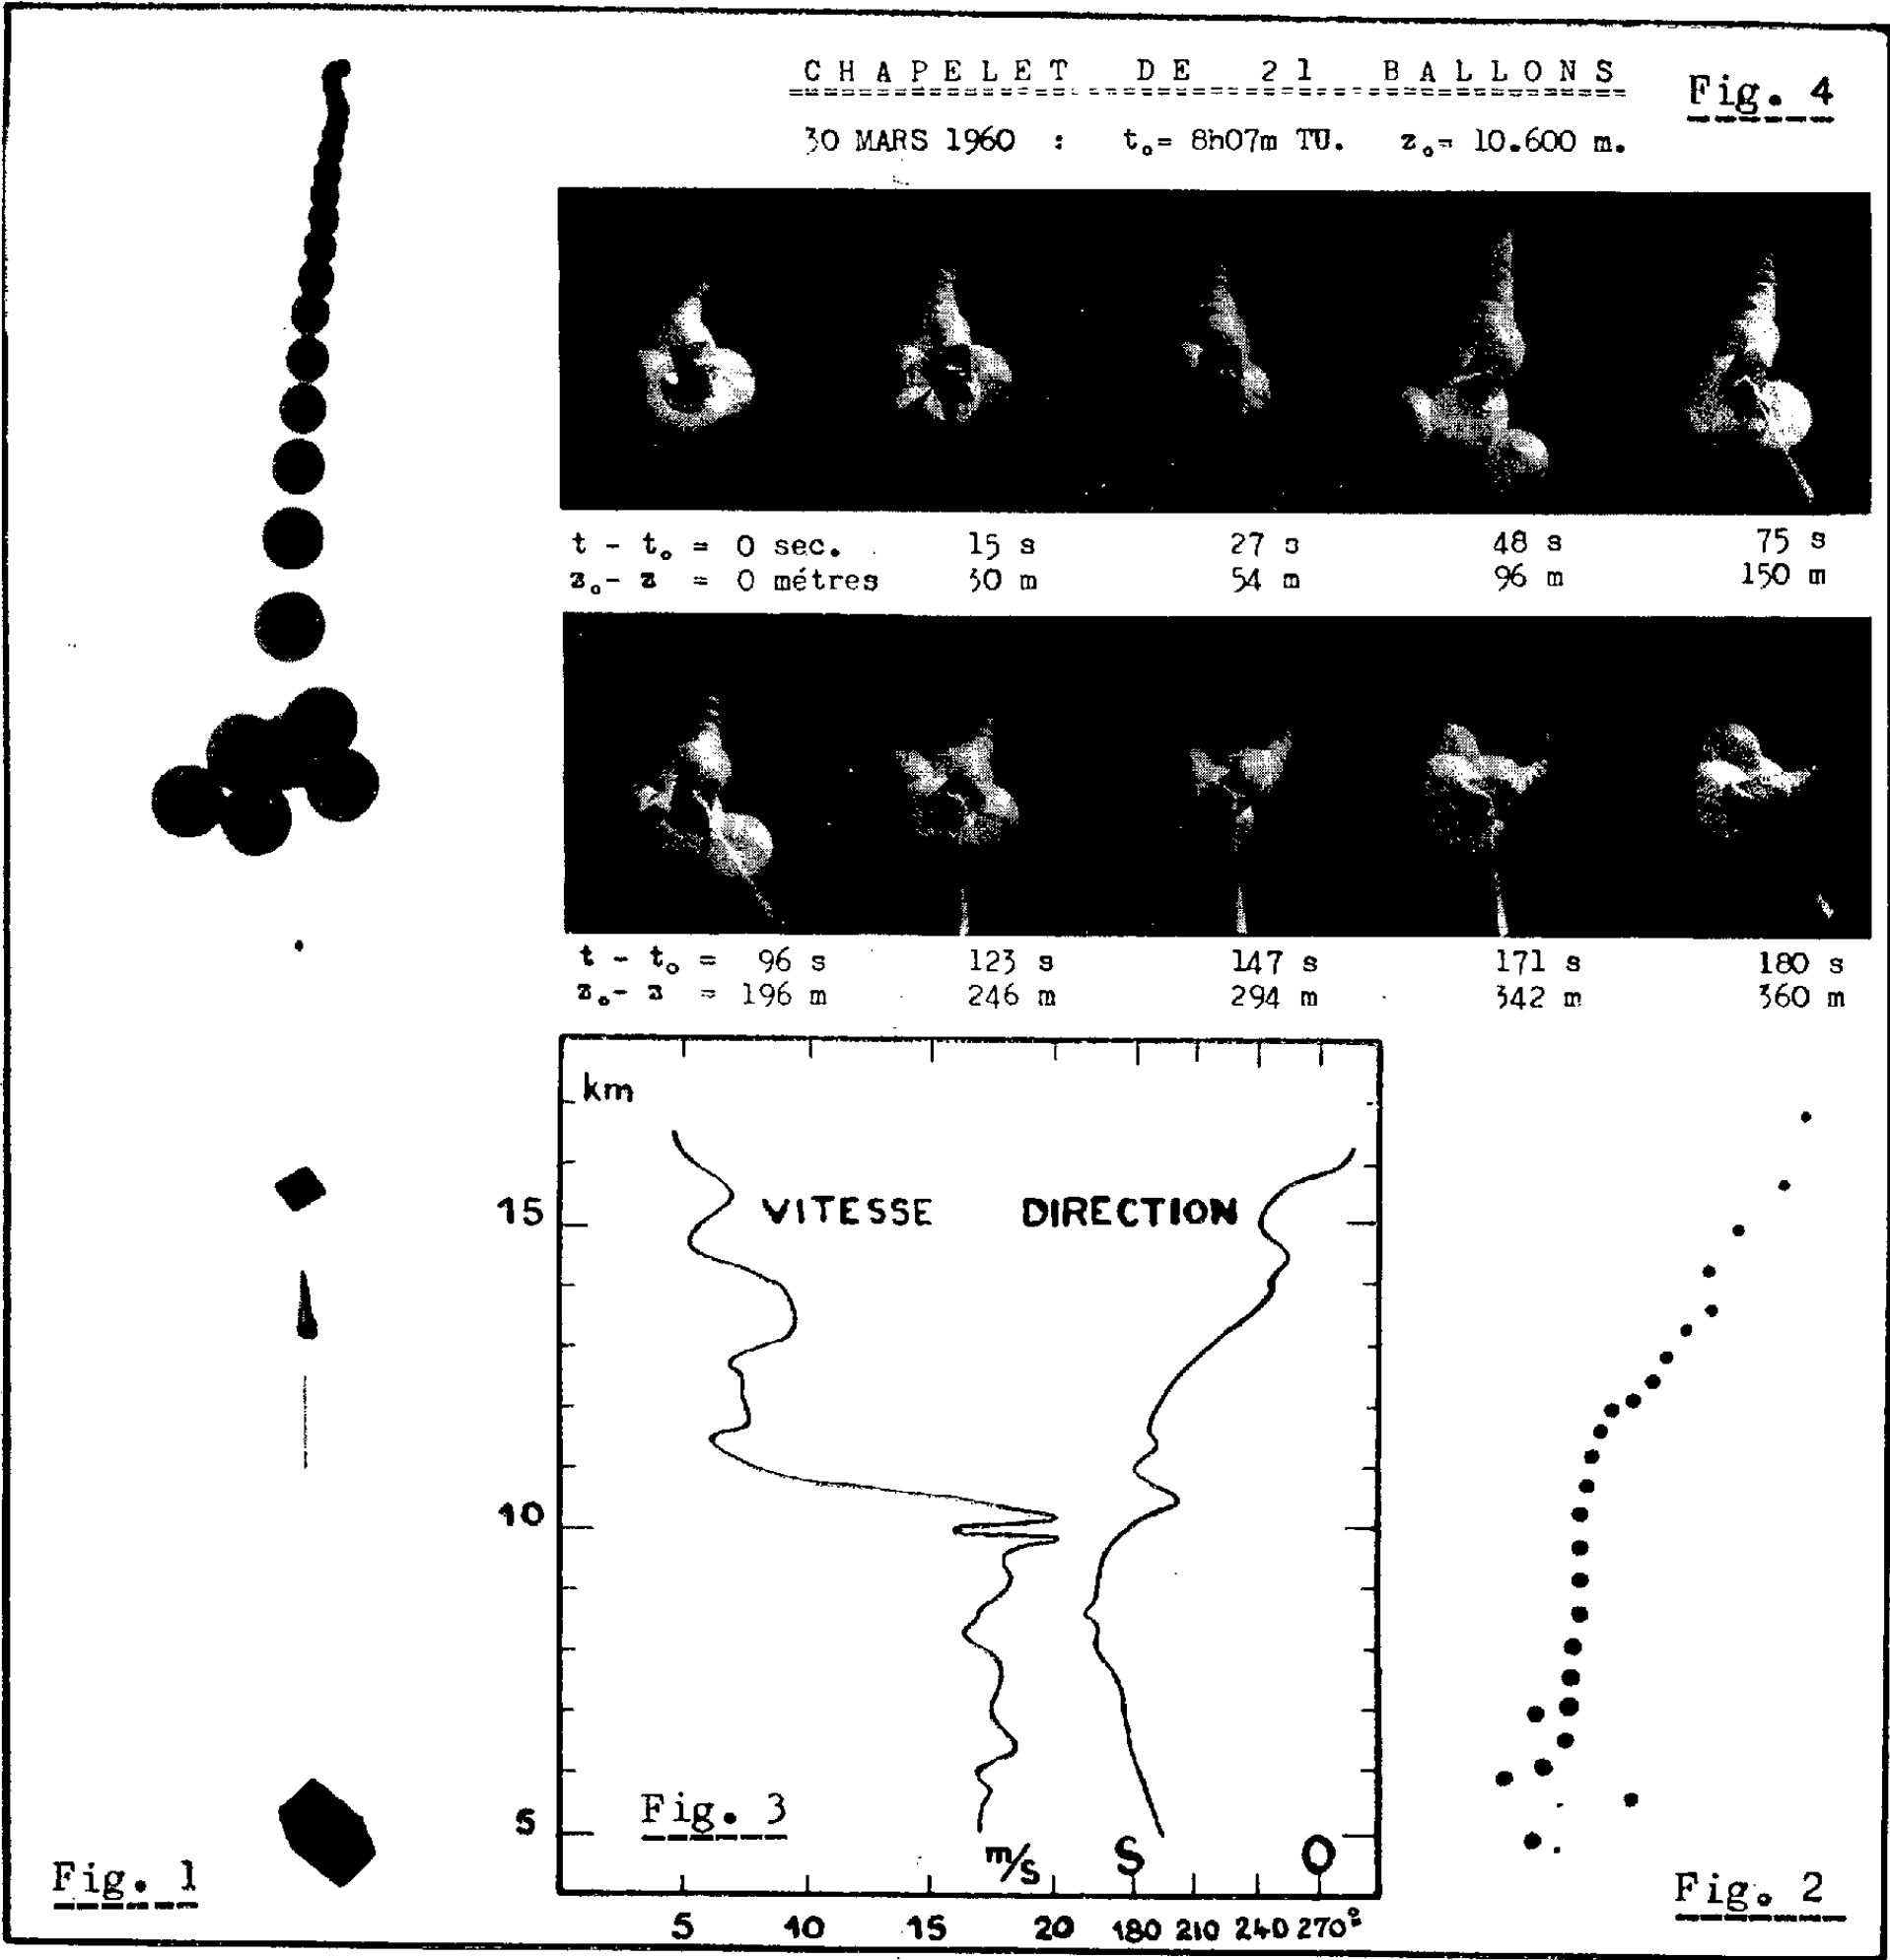 CHAPELET DE 21 BALLONS
Fig. 4
30 MARS 1960 : t₀= 8h07m TU. z₀= 10.600 m.
t - t₀ = 0 sec. 15 s 27 s 48 s 75 s
z₀- z = 0 métres 30 m 54 m 96 m 150 m
t - t₀ = 96 s 123 s 147 s 171 s 180 s
z₀- z = 196 m 246 m 294 m 342 m 360 m
km
15 VITESSE DIRECTION
10
5
Fig. 3
m/s S O
5 10 15 20 180 210 240 270°
Fig. 1
Fig. 2